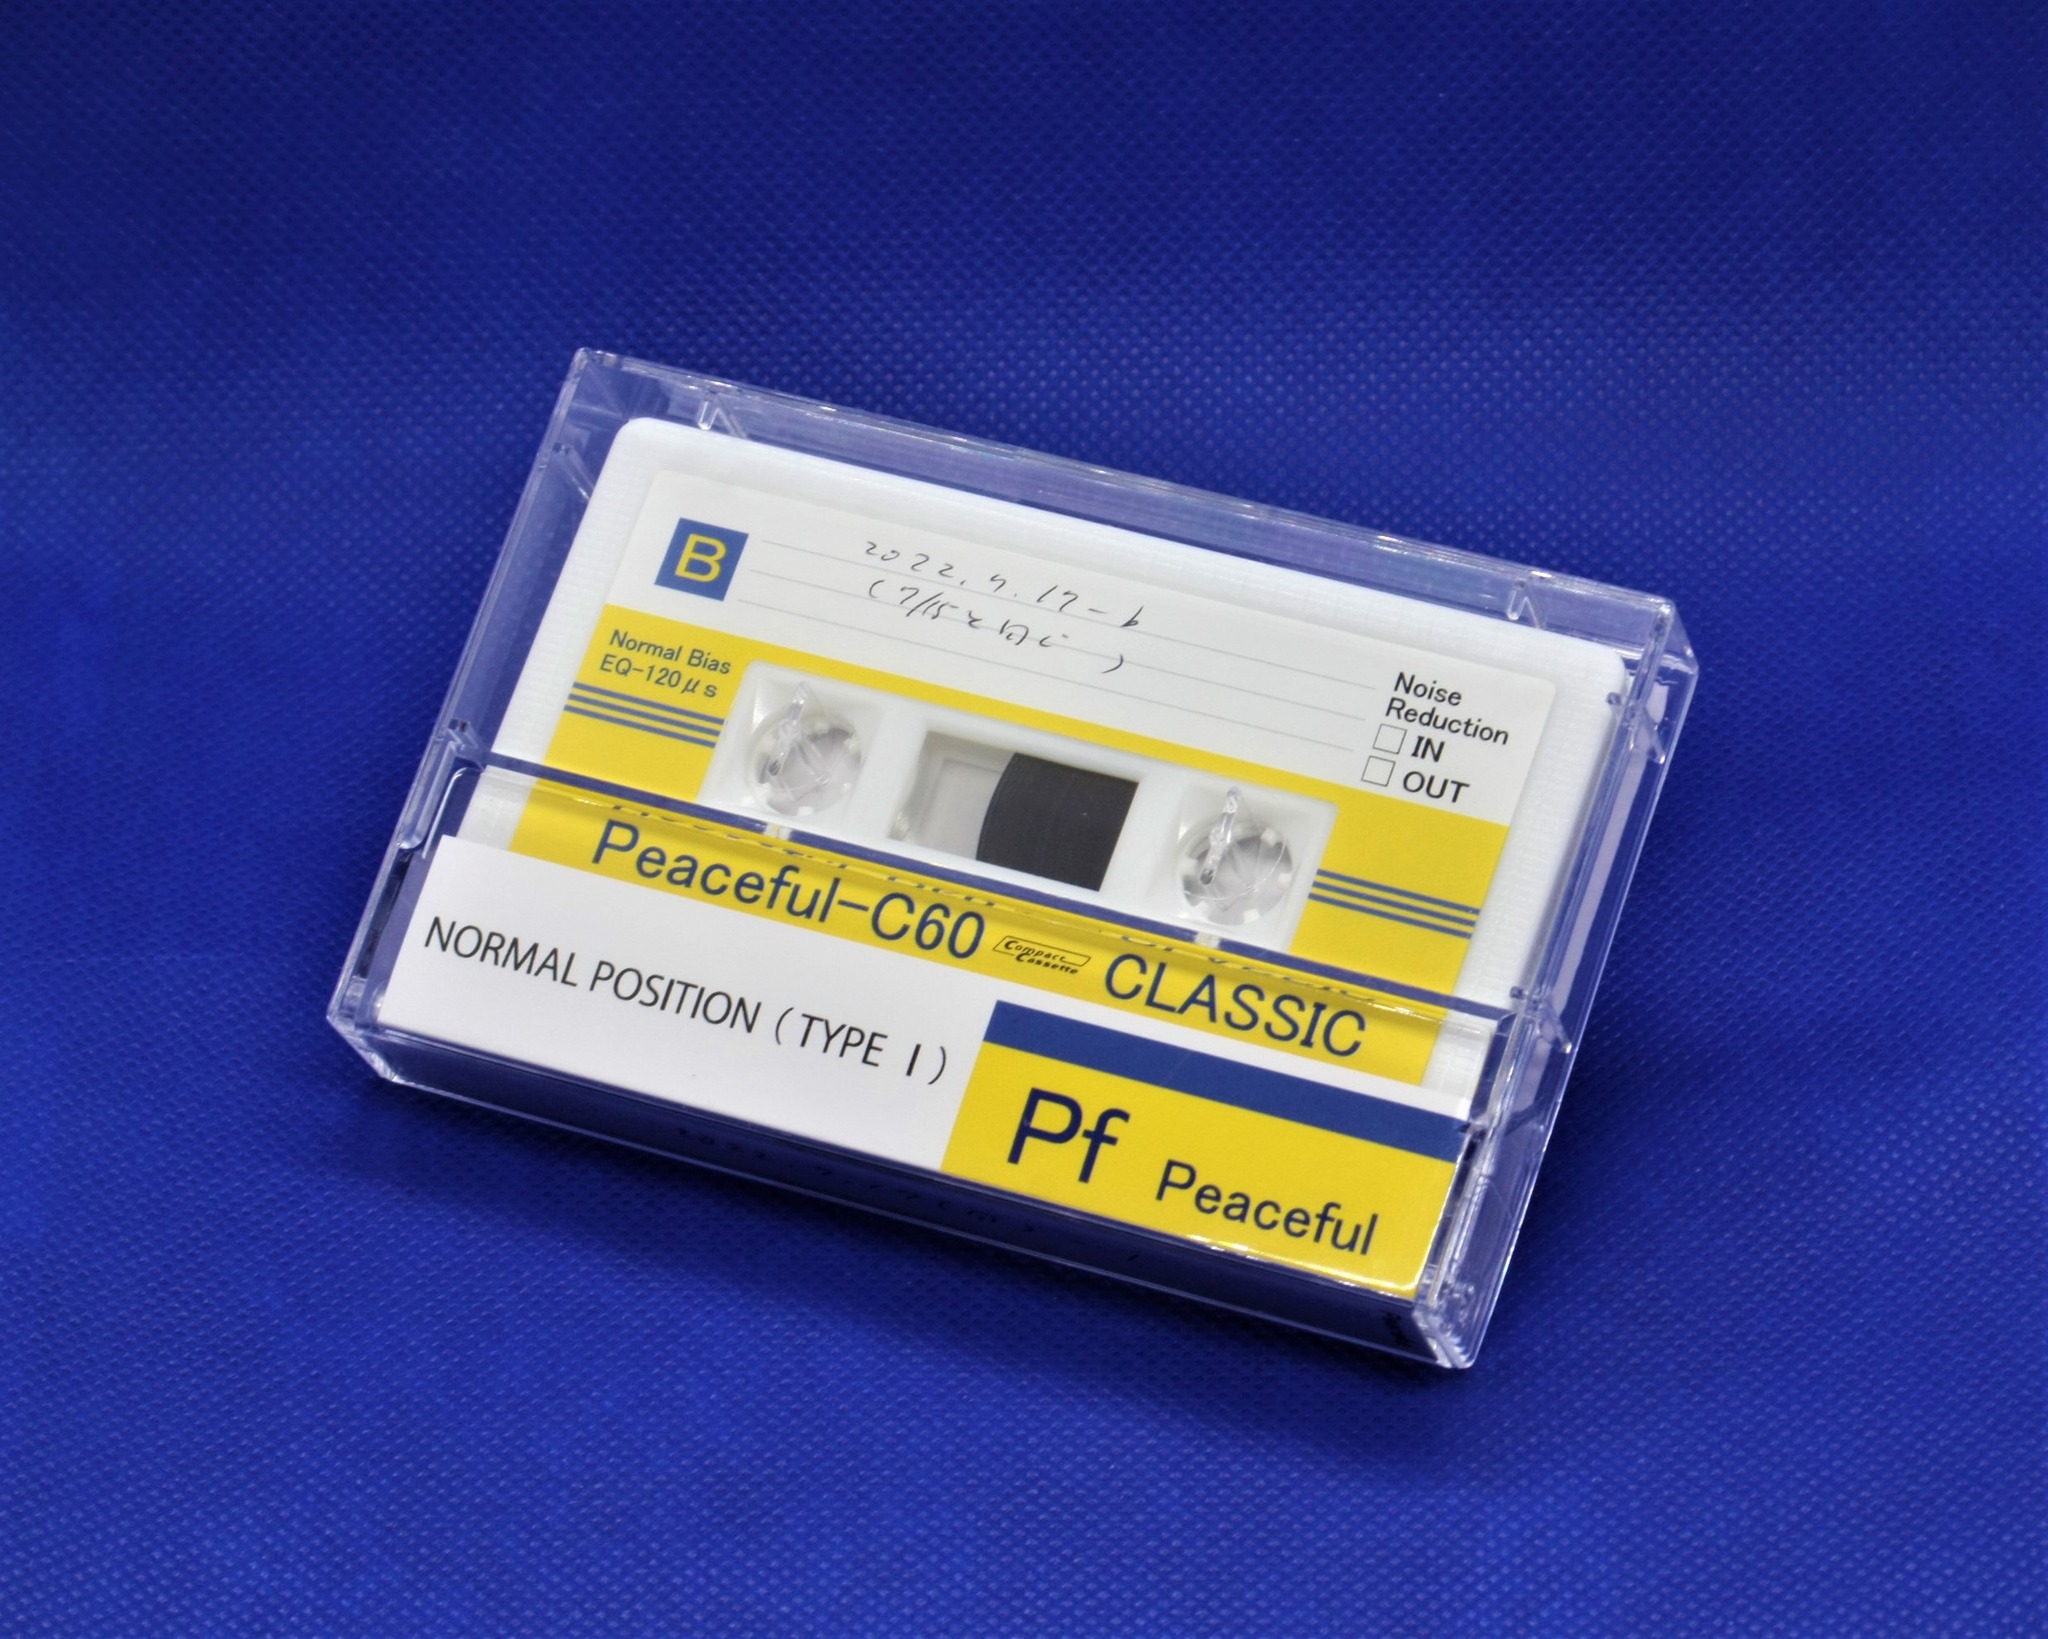 B
2022.7.17-b
(7/15と同じ)
Normal Bias
EQ-120μs
Noise
Reduction
IN
OUT
Peaceful-C60
Compact
Cassette
CLASSIC
NORMAL POSITION (TYPE I)
Pf Peaceful